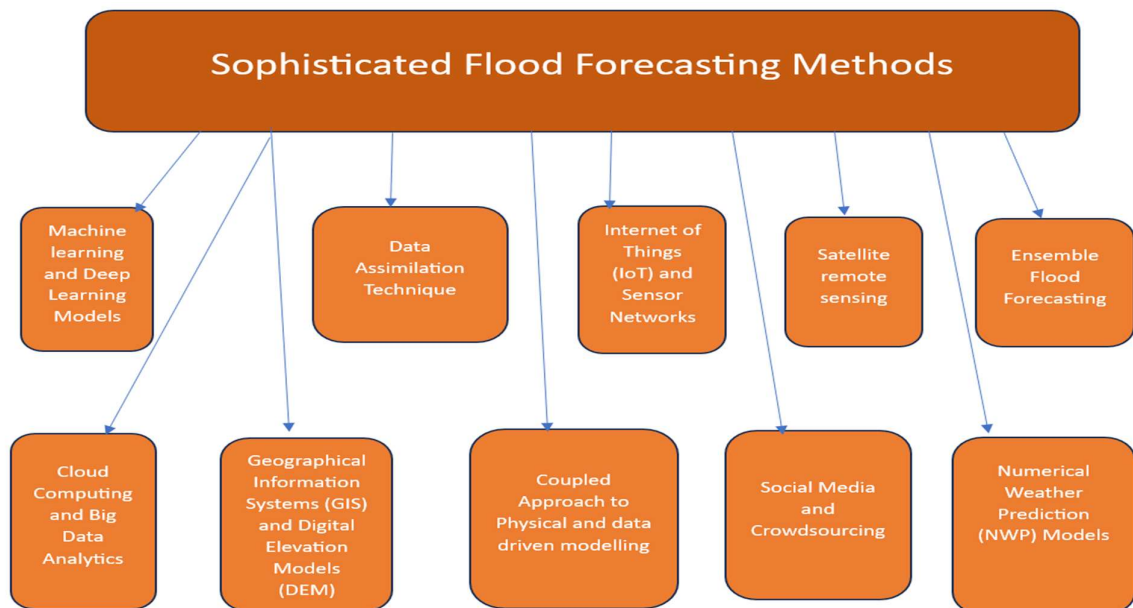 Sophisticated Flood Forecasting Methods
Machine
learning
and Deep
Learning
Models
Data
Assimilation
Technique
Internet of
Things
(IoT) and
Sensor
Networks
Satellite
remote
sensing
Ensemble
Flood
Forecasting
Cloud
Computing
and Big
Data
Analytics
Geographical
Information
Systems (GIS)
and Digital
Elevation
Models
(DEM)
Coupled
Approach to
Physical and data
driven modelling
Social Media
and
Crowdsourcing
Numerical
Weather
Prediction
(NWP) Models